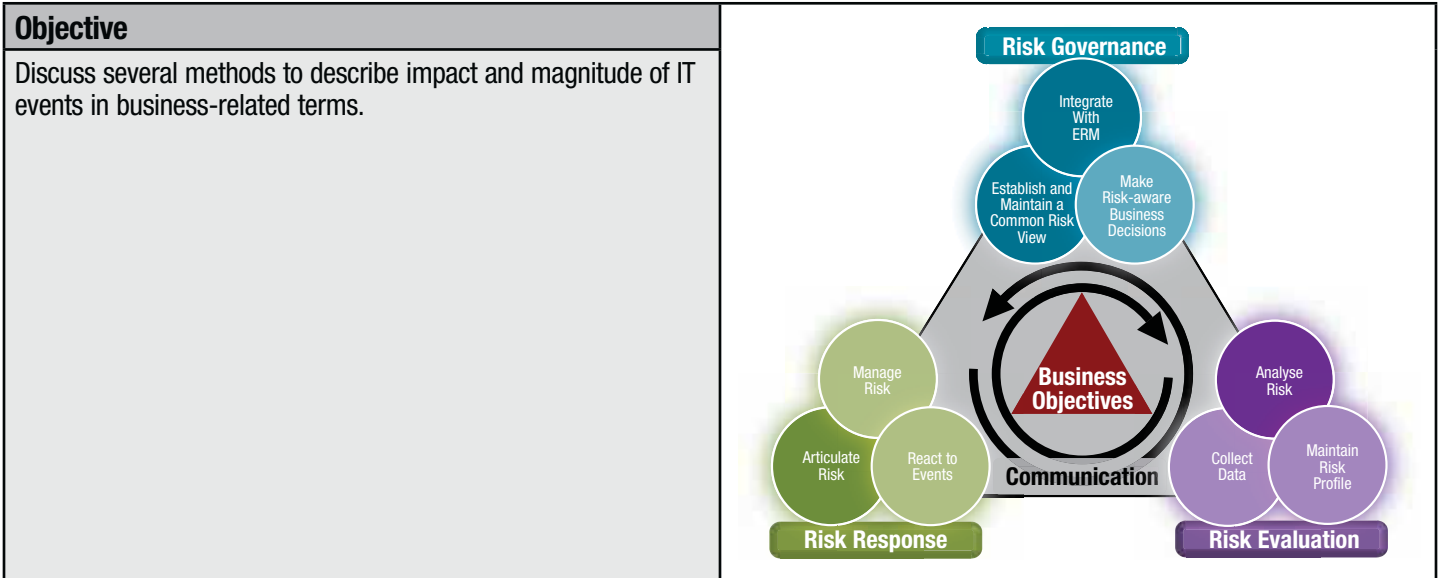 Objective
Discuss several methods to describe impact and magnitude of IT
events in business-related terms.
Risk Governance
Integrate
With
ERM
Establish and
Maintain a
Common Risk
View
Make
Risk-aware
Business
Decisions
Business
Objectives
Communication
Manage
Risk
Articulate
Risk
React to
Events
Risk Response
Analyse
Risk
Collect
Data
Maintain
Risk
Profile
Risk Evaluation